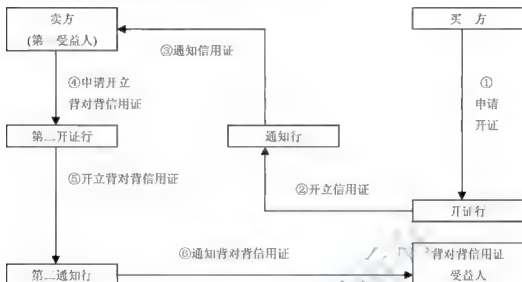 卖方
(第一受益人)
买 方
③通知信用证
④申请开立
背对背信用证
①
申请
开证
第二开证行
通知行
⑤开立背对背信用证
②开立信用证
开证行
⑥通知背对背信用证
第二通知行
背对背信用证
受益人